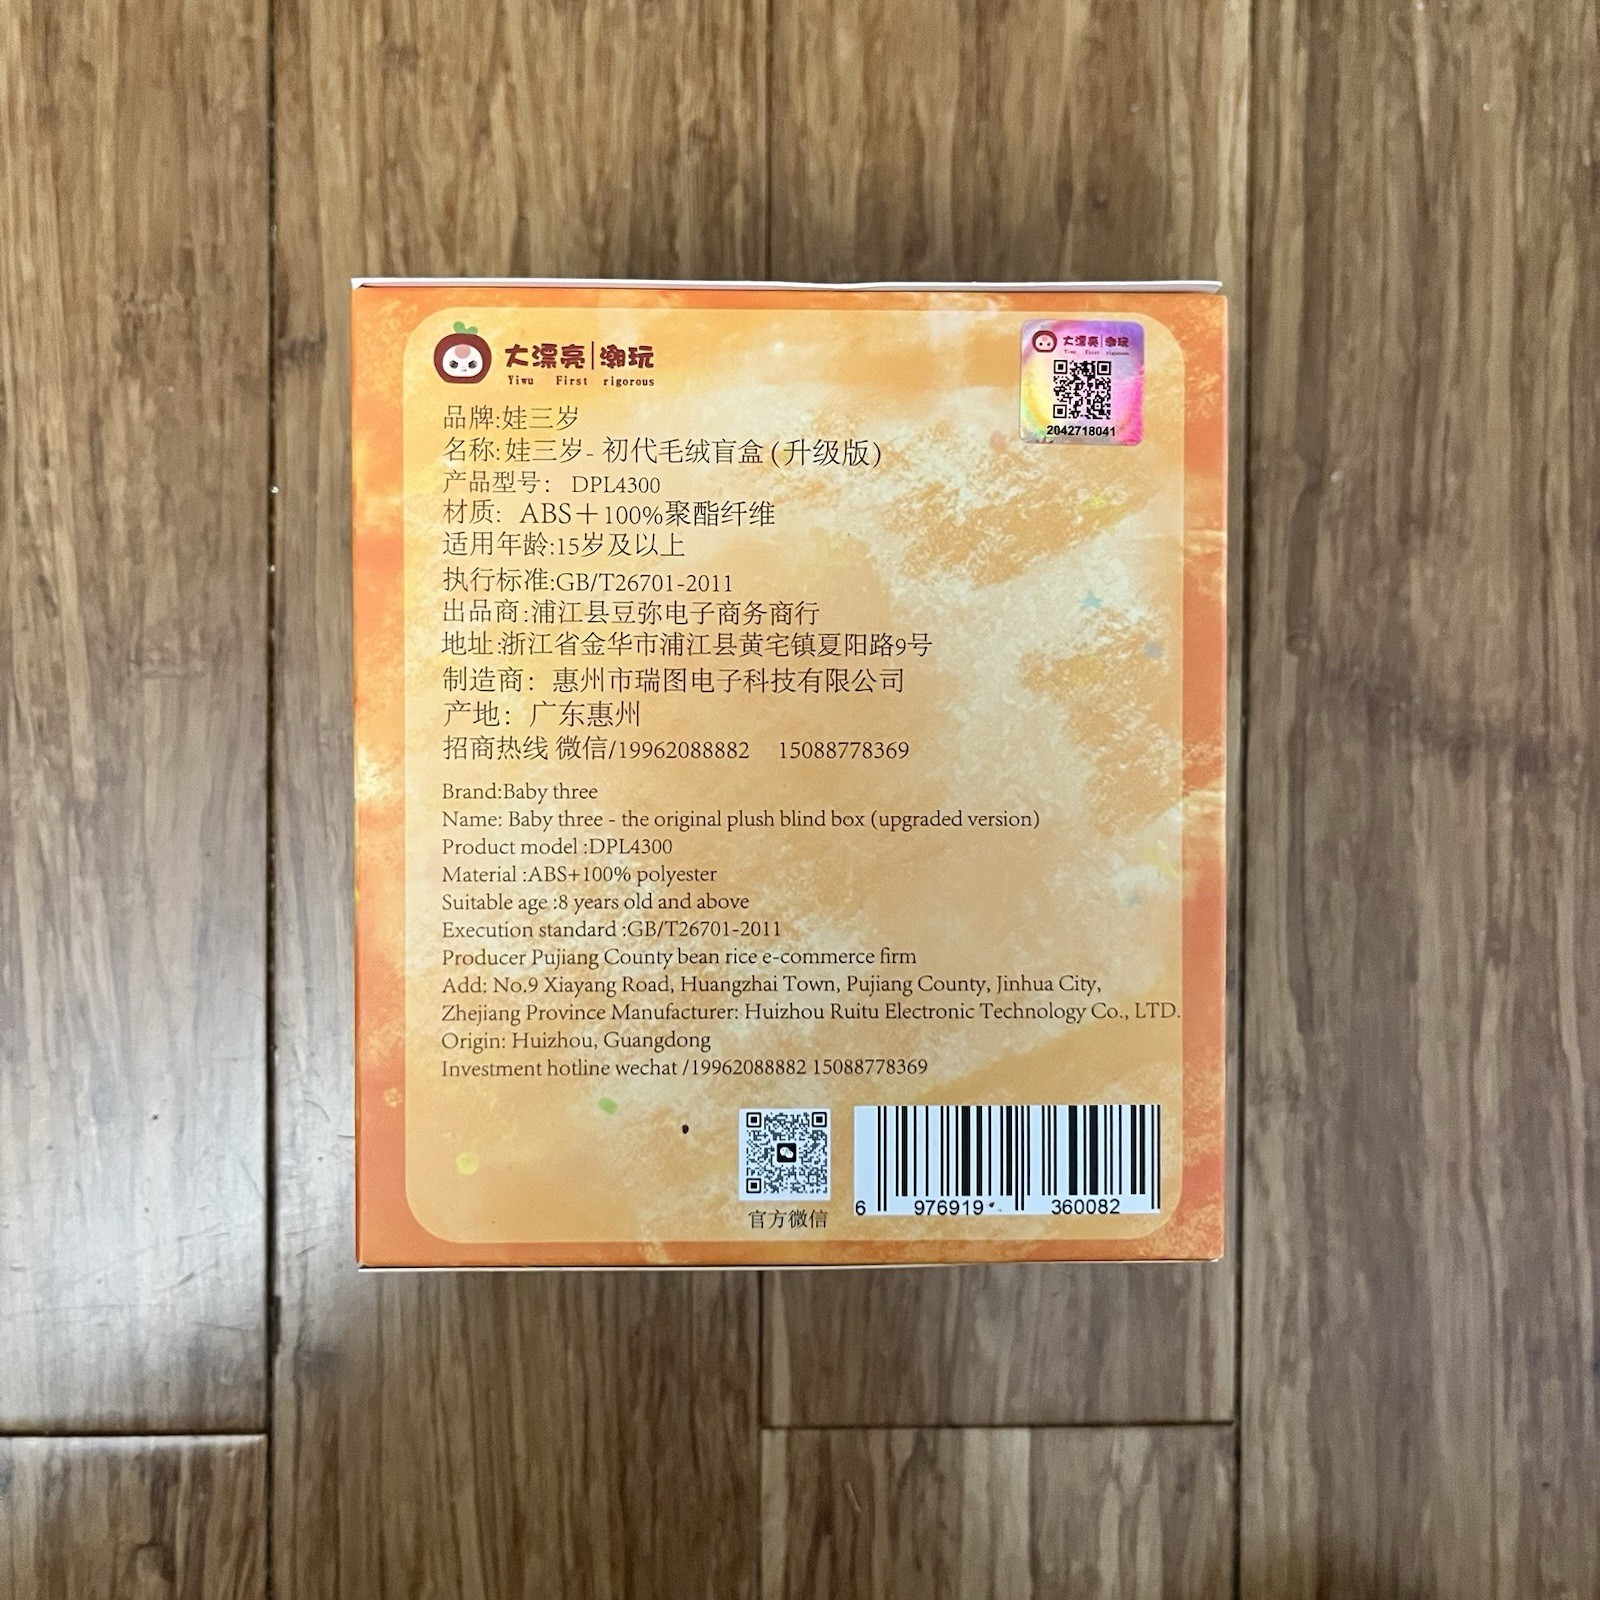 大漂亮|潮玩
Yiwu First rigorous
大漂亮|潮玩
Yiwu First rigorous
2042718041
品牌:娃三岁
名称:娃三岁- 初代毛绒盲盒(升级版)
产品型号: DPL4300
材质: ABS+100%聚酯纤维
适用年龄:15岁及以上
执行标准:GB/T26701-2011
出品商:浦江县豆弥电子商务商行
地址:浙江省金华市浦江县黄宅镇夏阳路9号
制造商: 惠州市瑞图电子科技有限公司
产地: 广东惠州
招商热线 微信/19962088882 15088778369
Brand:Baby three
Name: Baby three - the original plush blind box (upgraded version)
Product model :DPL4300
Material :ABS+100% polyester
Suitable age :8 years old and above
Execution standard :GB/T26701-2011
Producer Pujiang County bean rice e-commerce firm
Add: No.9 Xiayang Road, Huangzhai Town, Pujiang County, Jinhua City,
Zhejiang Province Manufacturer: Huizhou Ruitu Electronic Technology Co., LTD.
Origin: Huizhou, Guangdong
Investment hotline wechat /19962088882 15088778369
官方微信
6 976919 360082